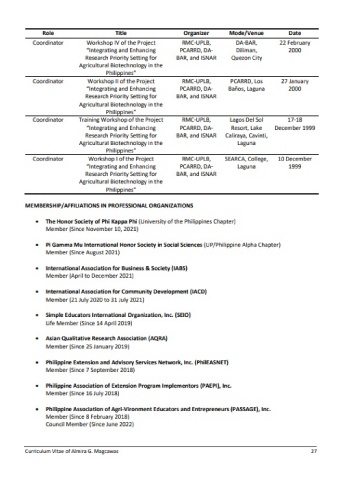 Role Title Organizer Mode/Venue Date
Coordinator Workshop IV of the Project RMC-UPLB, DA-BAR, 22 February
"Integrating and Enhancing PCARRD, DA- Diliman, 2000
Research Priority Setting for BAR, and ISNAR Quezon City
Agricultural Biotechnology in the
Philippines"
Coordinator Workshop II of the Project RMC-UPLB, PCARRD, Los 27 January
"Integrating and Enhancing PCARRD, DA- Baños, Laguna 2000
Research Priority Setting for BAR, and ISNAR
Agricultural Biotechnology in the
Philippines"
Coordinator Training Workshop of the Project RMC-UPLB, Lagos Del Sol 17-18
"Integrating and Enhancing PCARRD, DA- Resort, Lake December 1999
Research Priority Setting for BAR, and ISNAR Caliraya, Cavinti,
Agricultural Biotechnology in the Laguna
Philippines"
Coordinator Workshop I of the Project RMC-UPLB, SEARCA, College, 10 December
"Integrating and Enhancing PCARRD, DA- Laguna 1999
Research Priority Setting for BAR, and ISNAR
Agricultural Biotechnology in the
Philippines"
MEMBERSHIP/AFFILIATIONS IN PROFESSIONAL ORGANIZATIONS
• The Honor Society of Phi Kappa Phi (University of the Philippines Chapter)
Member (Since November 10, 2021)
• Pi Gamma Mu International Honor Society in Social Sciences (UP/Philippine Alpha Chapter)
Member (Since August 2021)
• International Association for Business & Society (IABS)
Member (April to December 2021)
• International Association for Community Development (IACD)
Member (21 July 2020 to 31 July 2021)
• Simple Educators International Organization, Inc. (SEIO)
Life Member (Since 14 April 2019)
• Asian Qualitative Research Association (AQRA)
Member (Since 25 January 2019)
• Philippine Extension and Advisory Services Network, Inc. (PhilEASNET)
Member (Since 7 September 2018)
• Philippine Association of Extension Program Implementors (PAEPI), Inc.
Member (Since 16 July 2018)
• Philippine Association of Agri-Vironment Educators and Entrepreneurs (PASSAGE), Inc.
Member (Since 8 February 2018)
Council Member (Since June 2022)
Curriculum Vitae of Almira G. Magcawas 27